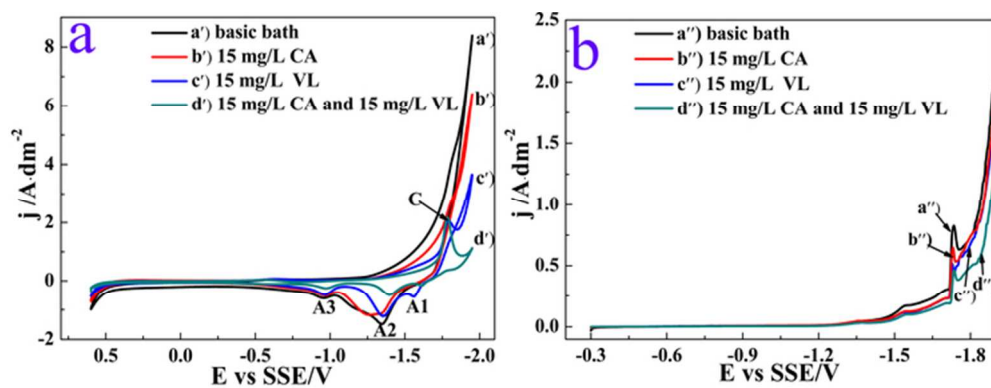 a
a') basic bath
b') 15 mg/L CA
c') 15 mg/L VL
d') 15 mg/L CA and 15 mg/L VL
a')
b')
c')
d')
C
A3
A2
A1
8
6
4
2
0
-2
j /A·dm⁻²
0.5 0.0 -0.5 -1.0 -1.5 -2.0
E vs SSE/V
b
a'') basic bath
b'') 15 mg/L CA
c'') 15 mg/L VL
d'') 15 mg/L CA and 15 mg/L VL
a'')
b'')
c'')
d'')
2.5
2.0
1.5
1.0
0.5
0.0
j /A·dm⁻²
-0.3 -0.6 -0.9 -1.2 -1.5 -1.8
E vs SSE/V